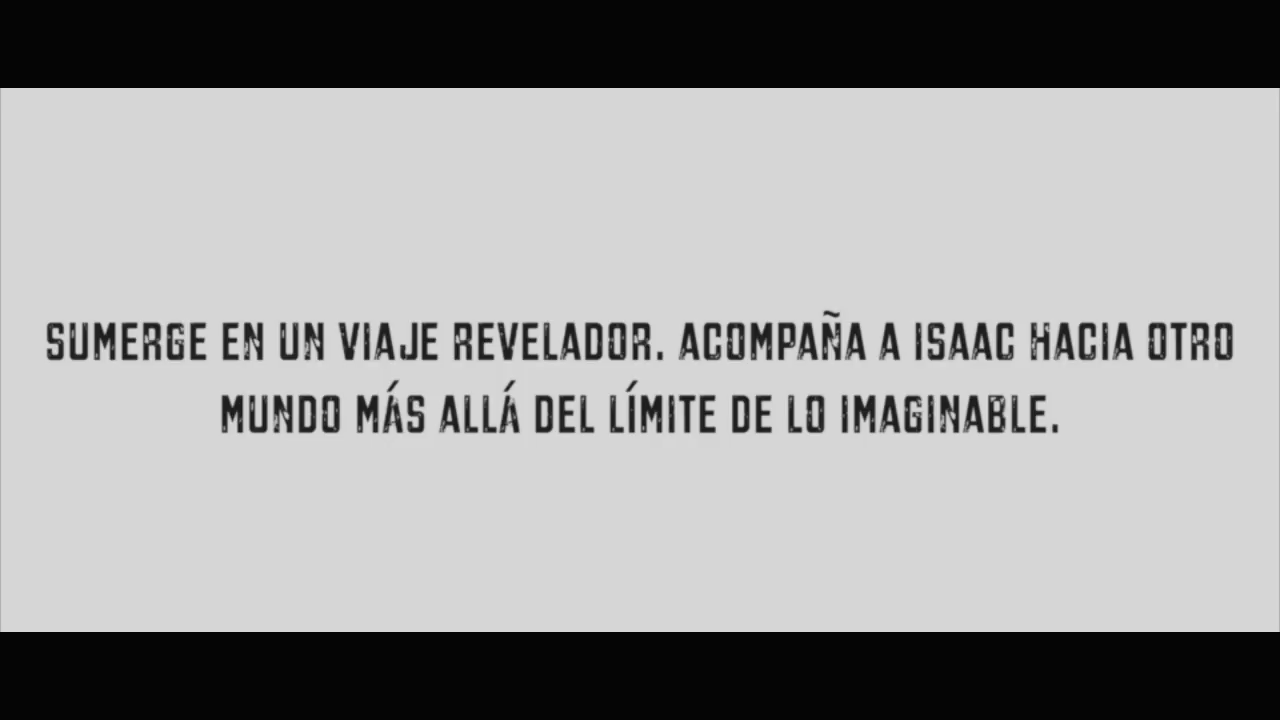 SUMERGE EN UN VIAJE REVELADOR. ACOMPAÑA A ISAAC HACIA OTRO
MUNDO MÁS ALLÁ DEL LÍMITE DE LO IMAGINABLE.